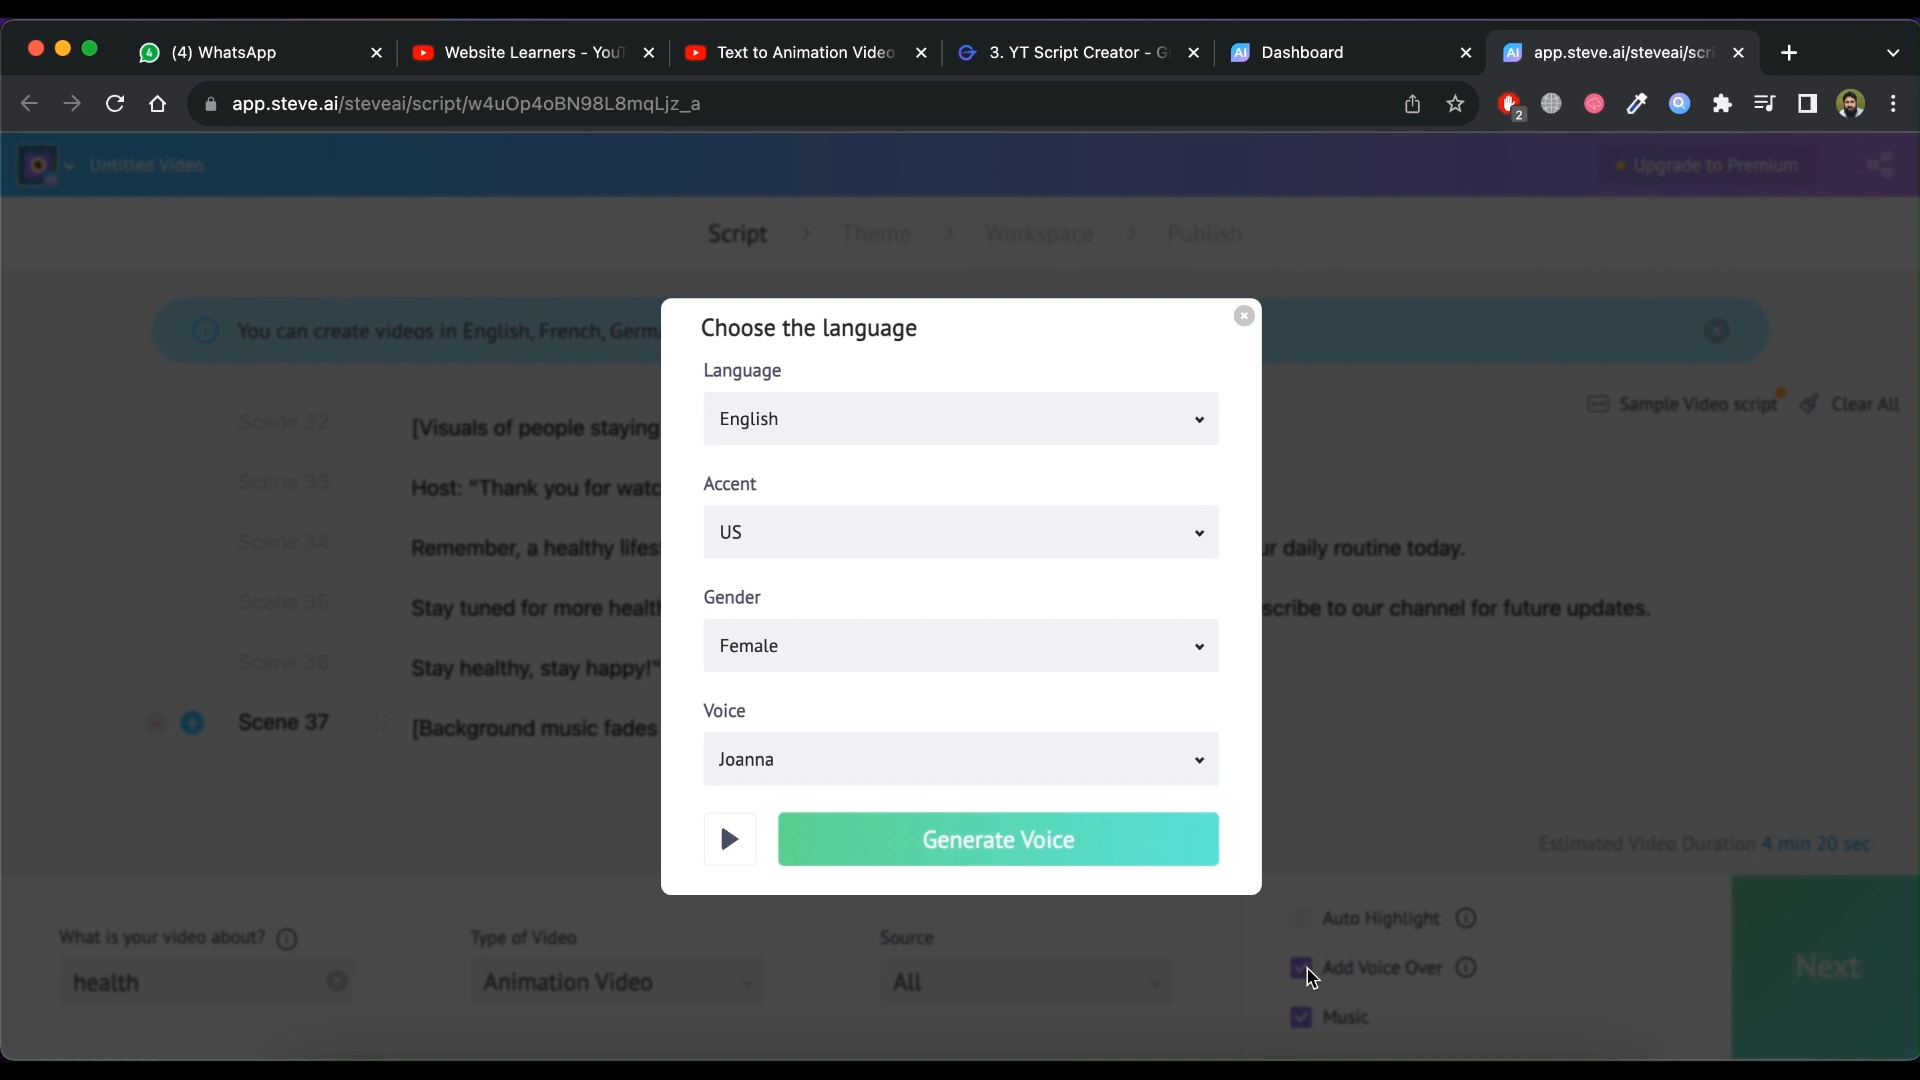 (4) WhatsApp
Website Learners - YouT
Text to Animation Video
3. YT Script Creator - G
Dashboard
app.steve.ai/steveai/scri
app.steve.ai/steveai/script/w4uOp4oBN98L8mqLjz_a
2
Untitled Video
Upgrade to Premium
Script
Theme
Workspace
Publish
You can create videos in English, French, Germa
Choose the language
Language
English
Accent
US
Gender
Female
Voice
Joanna
Generate Voice
Sample Video script
Clear All
Scene 32
[Visuals of people staying
Scene 33
Host: "Thank you for watc
Scene 34
Remember, a healthy lifest
ur daily routine today.
Scene 35
Stay tuned for more healt
scribe to our channel for future updates.
Scene 36
Stay healthy, stay happy!"
Scene 37
[Background music fades
Estimated Video Duration 4 min 20 sec
What is your video about?
health
Type of Video
Animation Video
Source
All
Auto Highlight
Add Voice Over
Music
Next